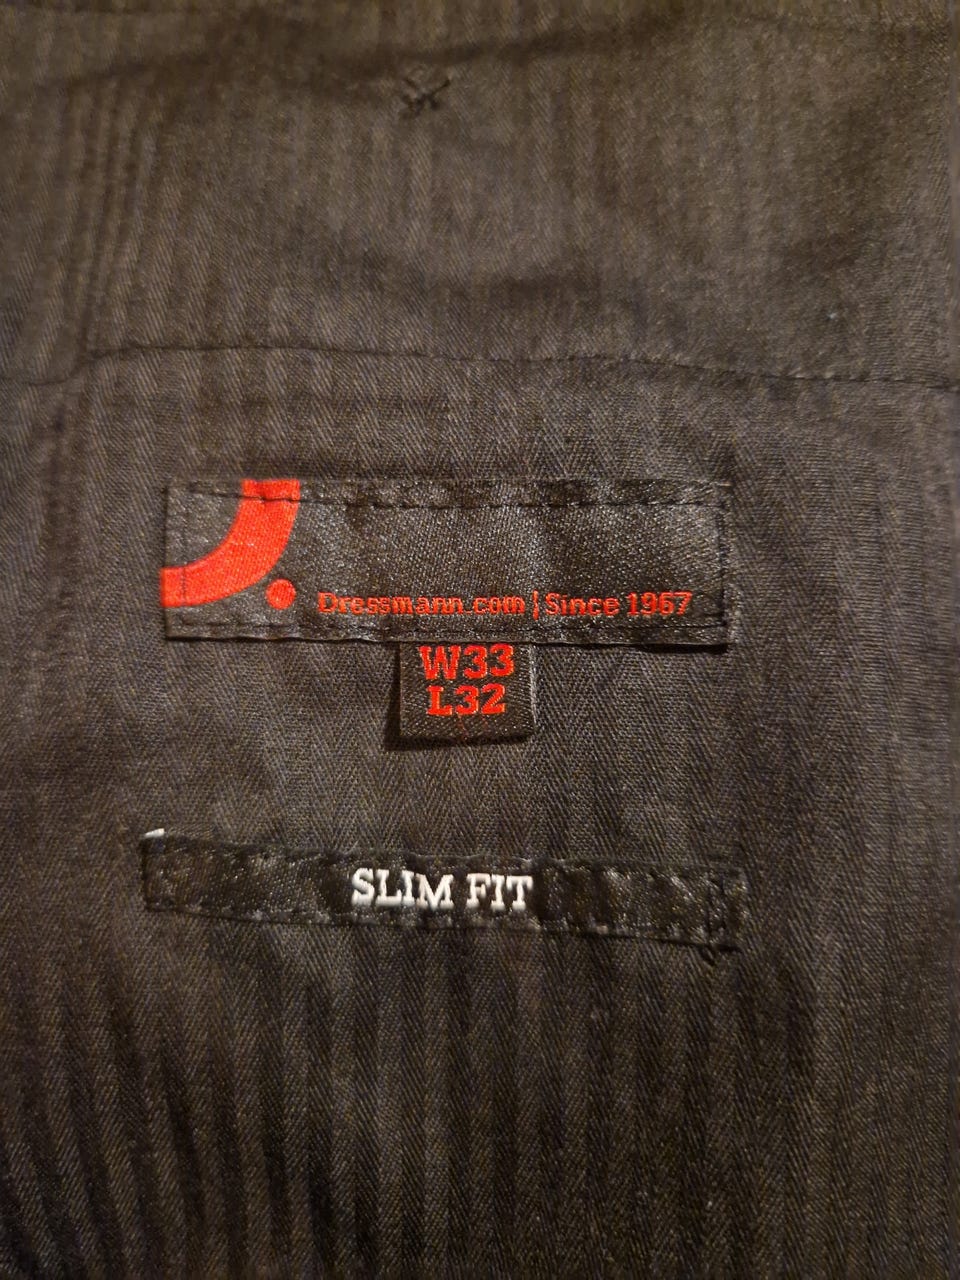 Dressmann.com | Since 1967
W33
L32
SLIM FIT